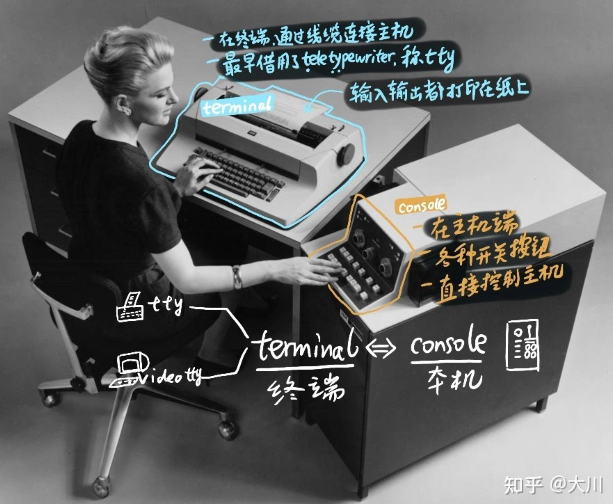 - 在终端,通过线缆连接主机
- 最早借用了teletypewriter,称tty
terminal
输入输出都打印在纸上
console
- 在主机端
- 各种开关按钮
- 直接控制主机
tty
video tty
terminal ⇔ console
终端 本机
知乎 @大川